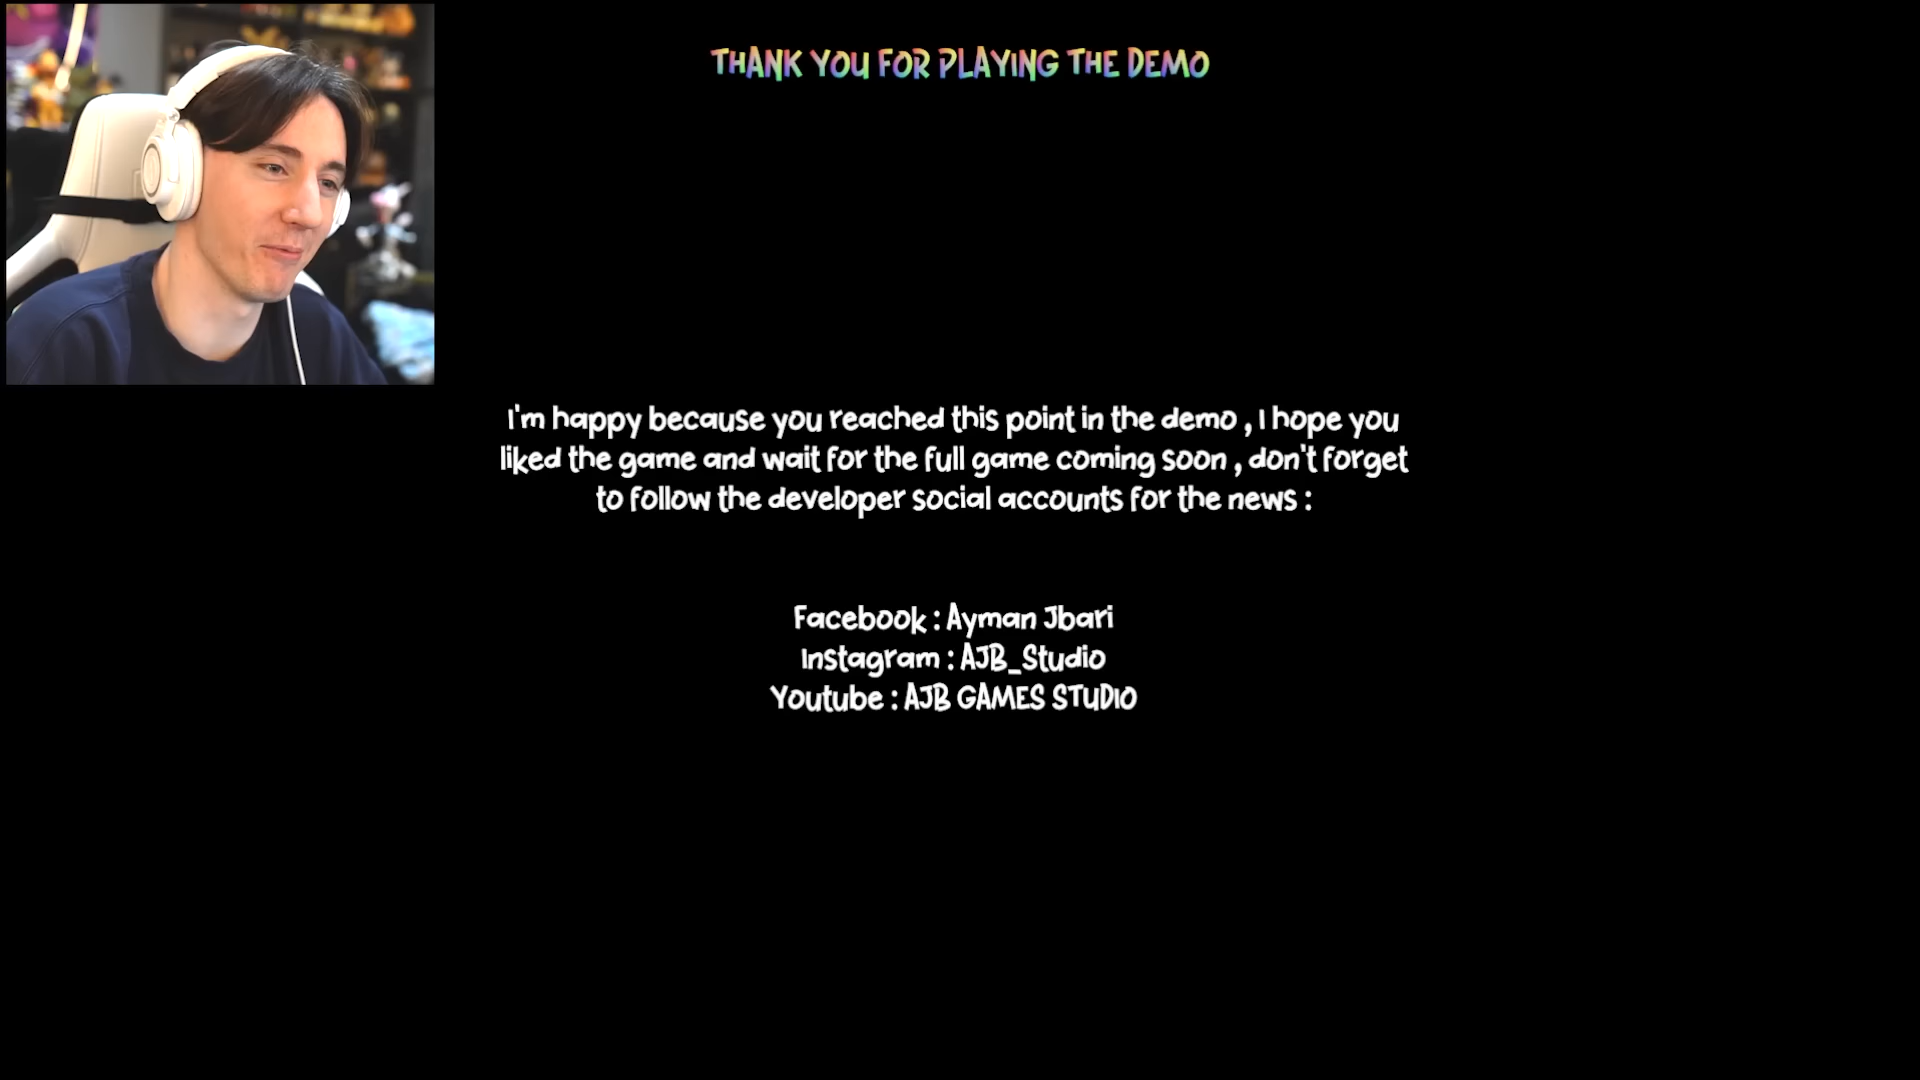 THANK YOU FOR PLAYING THE DEMO
I'm happy because you reached this point in the demo , I hope you
liked the game and wait for the full game coming soon , don't forget
to follow the developer social accounts for the news :
Facebook : Ayman Jbari
Instagram : AJB_Studio
Youtube : AJB GAMES STUDIO